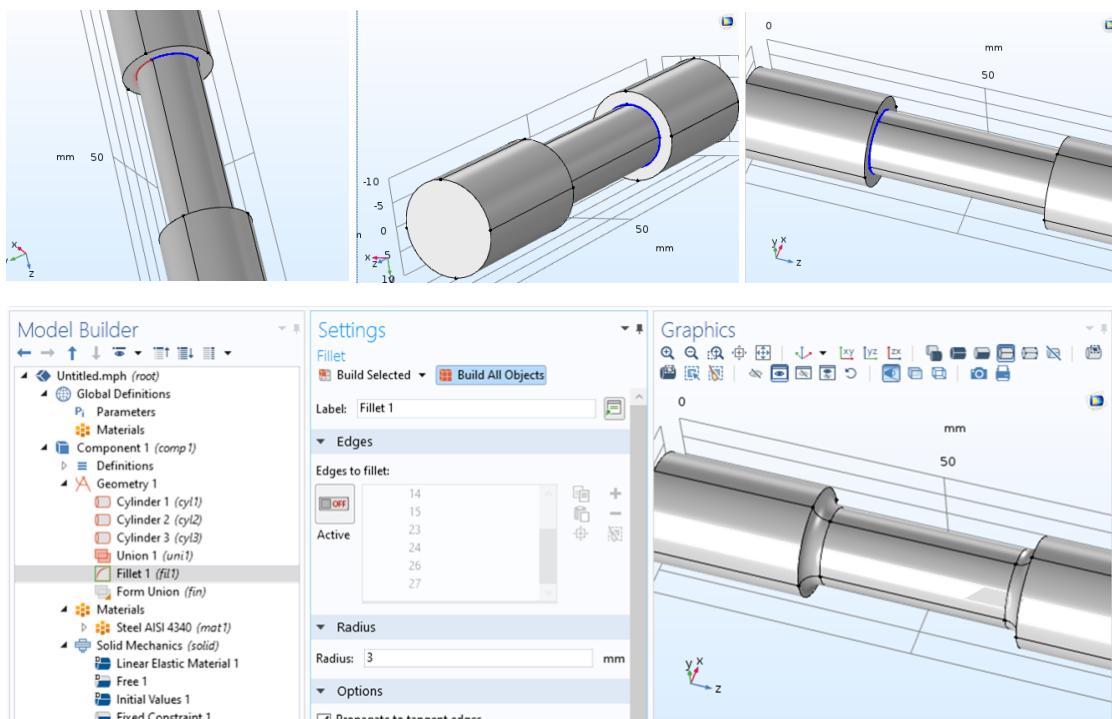 mm 50
x
y
z
-10
-5
0
5
10
50
mm
x
z
0
mm
50
y x
z
Model Builder
Untitled.mph (root)
Global Definitions
Pi Parameters
Materials
Component 1 (comp1)
Definitions
Geometry 1
Cylinder 1 (cyl1)
Cylinder 2 (cyl2)
Cylinder 3 (cyl3)
Union 1 (uni1)
Fillet 1 (fil1)
Form Union (fin)
Materials
Steel AISI 4340 (mat1)
Solid Mechanics (solid)
Linear Elastic Material 1
Free 1
Initial Values 1
Fixed Constraint 1
Settings
Fillet
Build Selected
Build All Objects
Label: Fillet 1
Edges
Edges to fillet:
OFF
Active
14
15
23
24
26
27
Radius
Radius: 3 mm
Options
Propagate to tangent edges
Graphics
xy yz zx
0
mm
50
y x
z